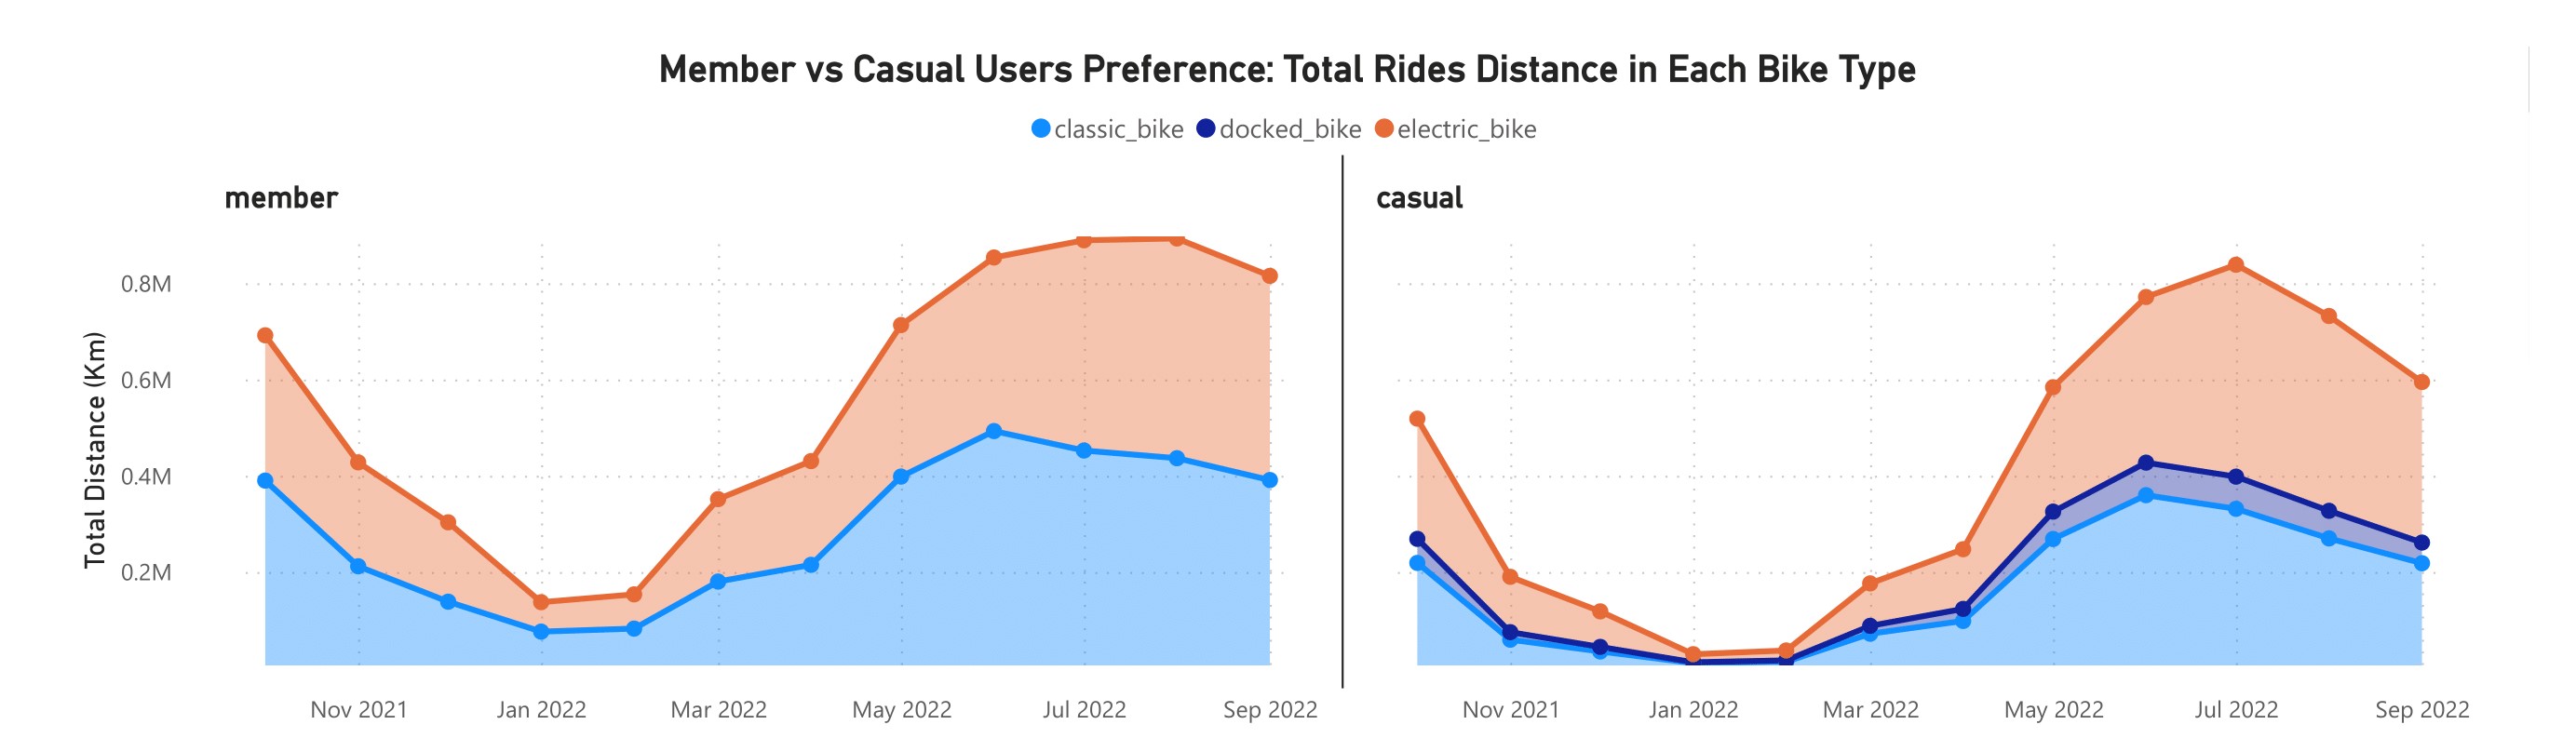 Member vs Casual Users Preference: Total Rides Distance in Each Bike Type
classic_bike docked_bike electric_bike
member
casual
Total Distance (Km)
0.8M
0.6M
0.4M
0.2M
Nov 2021 Jan 2022 Mar 2022 May 2022 Jul 2022 Sep 2022
Nov 2021 Jan 2022 Mar 2022 May 2022 Jul 2022 Sep 2022